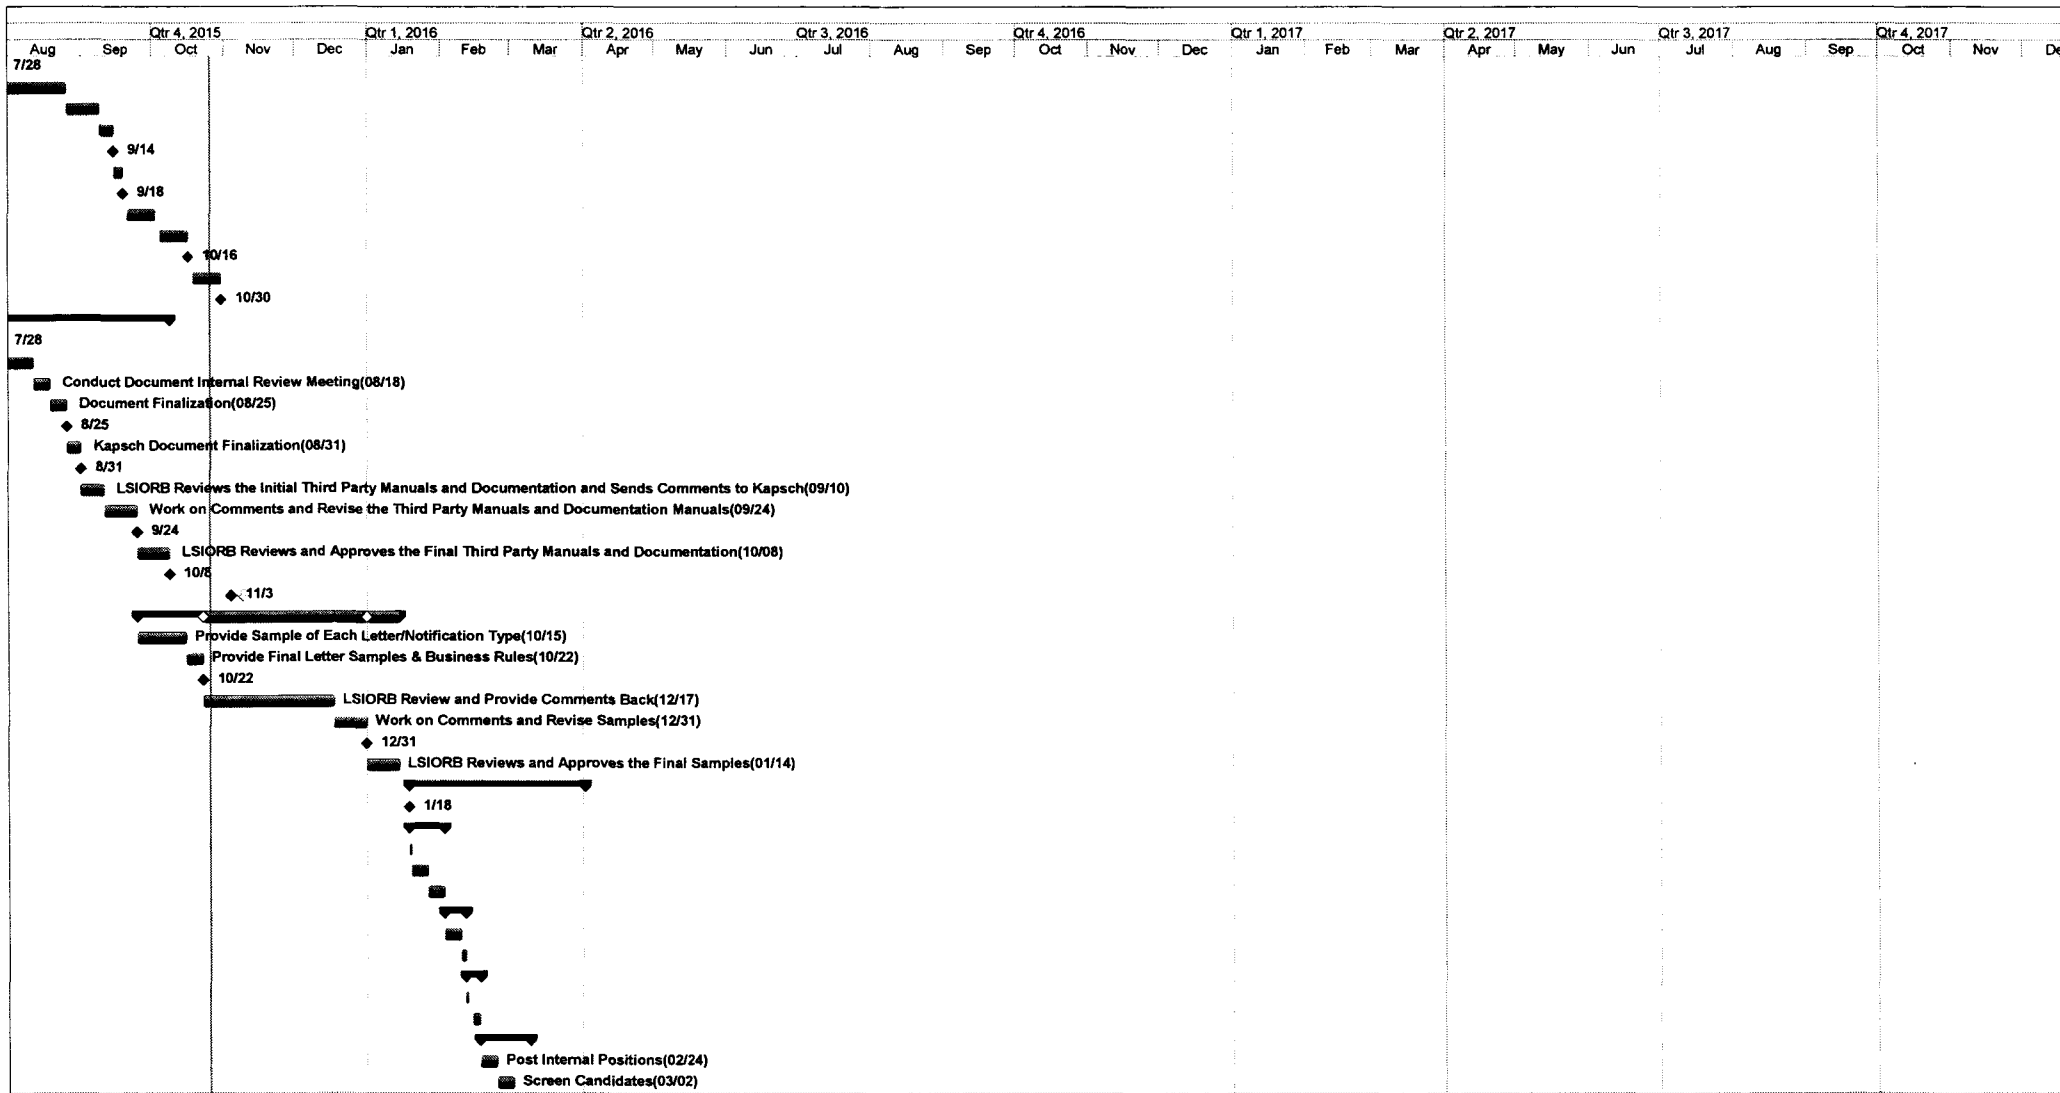 Qtr 4, 2015 Qtr 1, 2016 Qtr 2, 2016 Qtr 3, 2016 Qtr 4, 2016 Qtr 1, 2017 Qtr 2, 2017 Qtr 3, 2017 Qtr 4, 2017
Aug Sep Oct Nov Dec Jan Feb Mar Apr May Jun Jul Aug Sep Oct Nov Dec Jan Feb Mar Apr May Jun Jul Aug Sep Oct Nov De
7/28
9/14
9/18
10/16
10/30
7/28
Conduct Document Internal Review Meeting(08/18)
Document Finalization(08/25)
8/25
Kapsch Document Finalization(08/31)
8/31
LSIORB Reviews the Initial Third Party Manuals and Documentation and Sends Comments to Kapsch(09/10)
Work on Comments and Revise the Third Party Manuals and Documentation Manuals(09/24)
9/24
LSIORB Reviews and Approves the Final Third Party Manuals and Documentation(10/08)
10/8
11/3
Provide Sample of Each Letter/Notification Type(10/15)
Provide Final Letter Samples & Business Rules(10/22)
10/22
LSIORB Review and Provide Comments Back(12/17)
Work on Comments and Revise Samples(12/31)
12/31
LSIORB Reviews and Approves the Final Samples(01/14)
1/18
Post Internal Positions(02/24)
Screen Candidates(03/02)